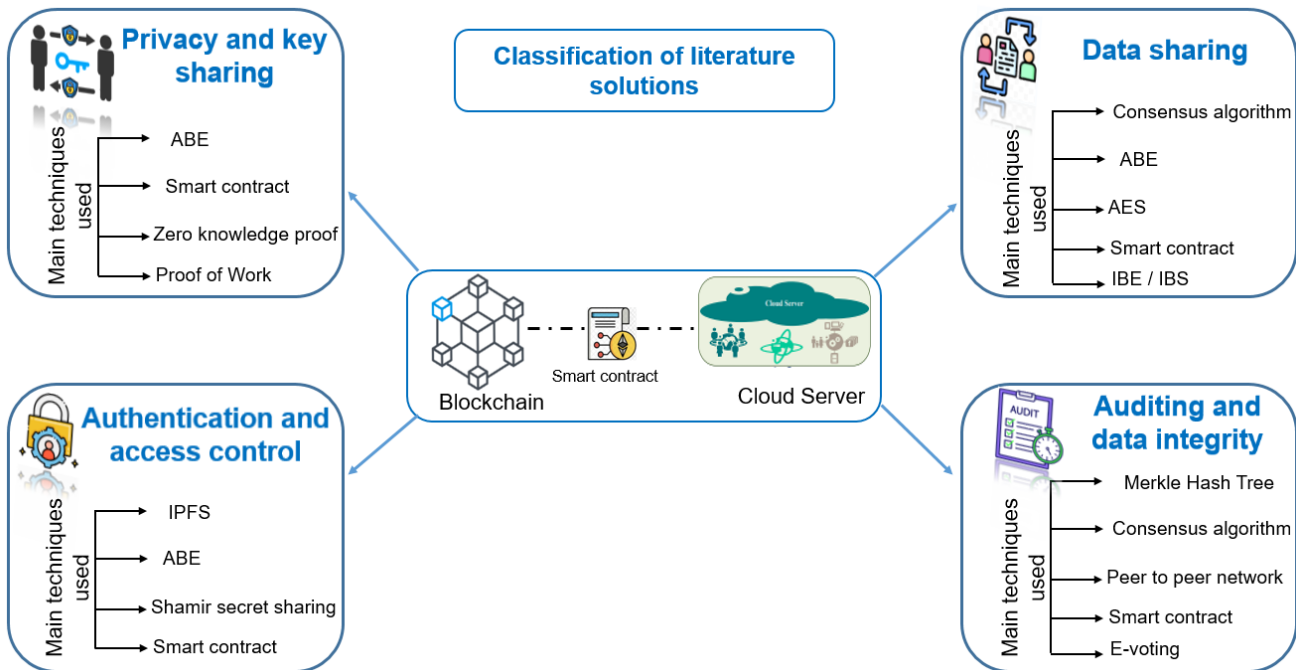 Privacy and key
sharing
Main techniques
used
ABE
Smart contract
Zero knowledge proof
Proof of Work
Classification of literature
solutions
Data sharing
Main techniques
used
Consensus algorithm
ABE
AES
Smart contract
IBE / IBS
Blockchain
Smart contract
Cloud Server
Cloud Server
Authentication and
access control
Main techniques
used
IPFS
ABE
Shamir secret sharing
Smart contract
AUDIT
Auditing and
data integrity
Main techniques
used
Merkle Hash Tree
Consensus algorithm
Peer to peer network
Smart contract
E-voting